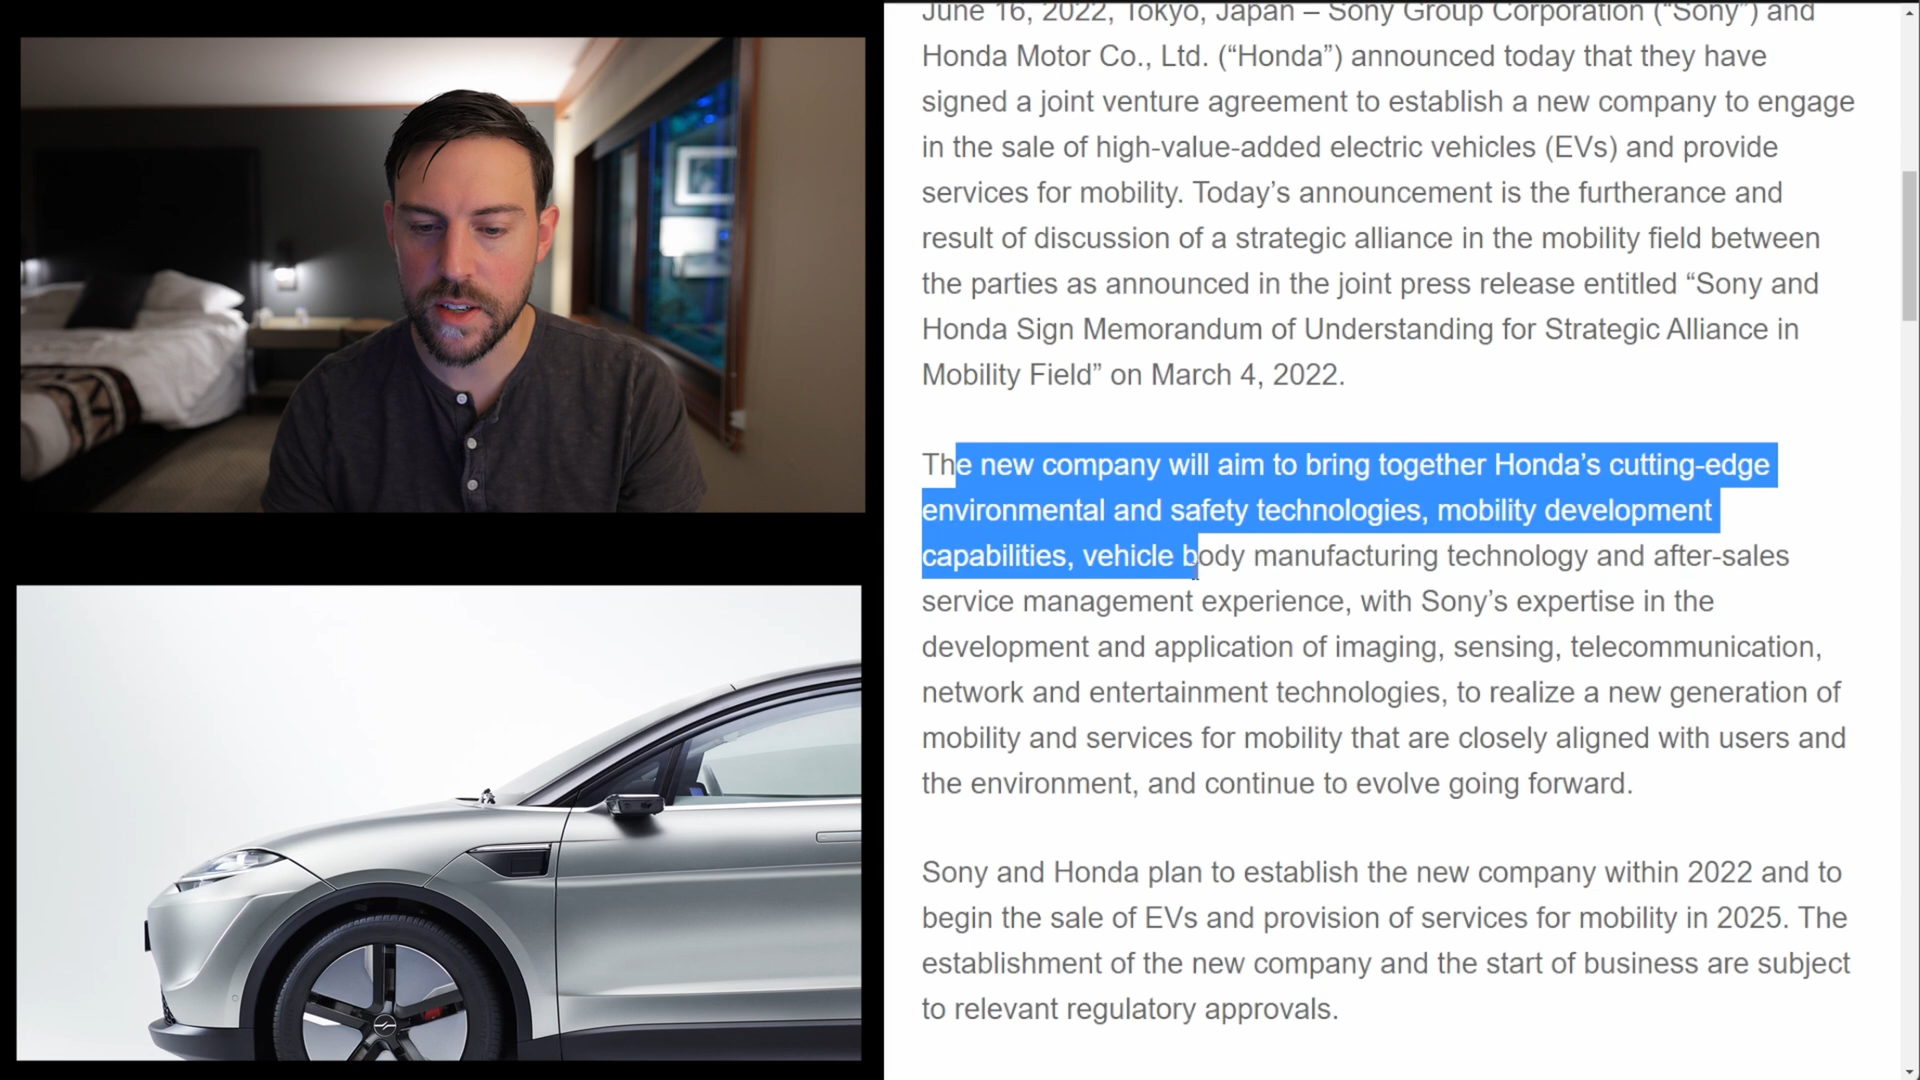 June 16, 2022, Tokyo, Japan – Sony Group Corporation (“Sony”) and
Honda Motor Co., Ltd. (“Honda”) announced today that they have
signed a joint venture agreement to establish a new company to engage
in the sale of high-value-added electric vehicles (EVs) and provide
services for mobility. Today’s announcement is the furtherance and
result of discussion of a strategic alliance in the mobility field between
the parties as announced in the joint press release entitled “Sony and
Honda Sign Memorandum of Understanding for Strategic Alliance in
Mobility Field” on March 4, 2022.
The new company will aim to bring together Honda’s cutting-edge
environmental and safety technologies, mobility development
capabilities, vehicle body manufacturing technology and after-sales
service management experience, with Sony’s expertise in the
development and application of imaging, sensing, telecommunication,
network and entertainment technologies, to realize a new generation of
mobility and services for mobility that are closely aligned with users and
the environment, and continue to evolve going forward.
Sony and Honda plan to establish the new company within 2022 and to
begin the sale of EVs and provision of services for mobility in 2025. The
establishment of the new company and the start of business are subject
to relevant regulatory approvals.